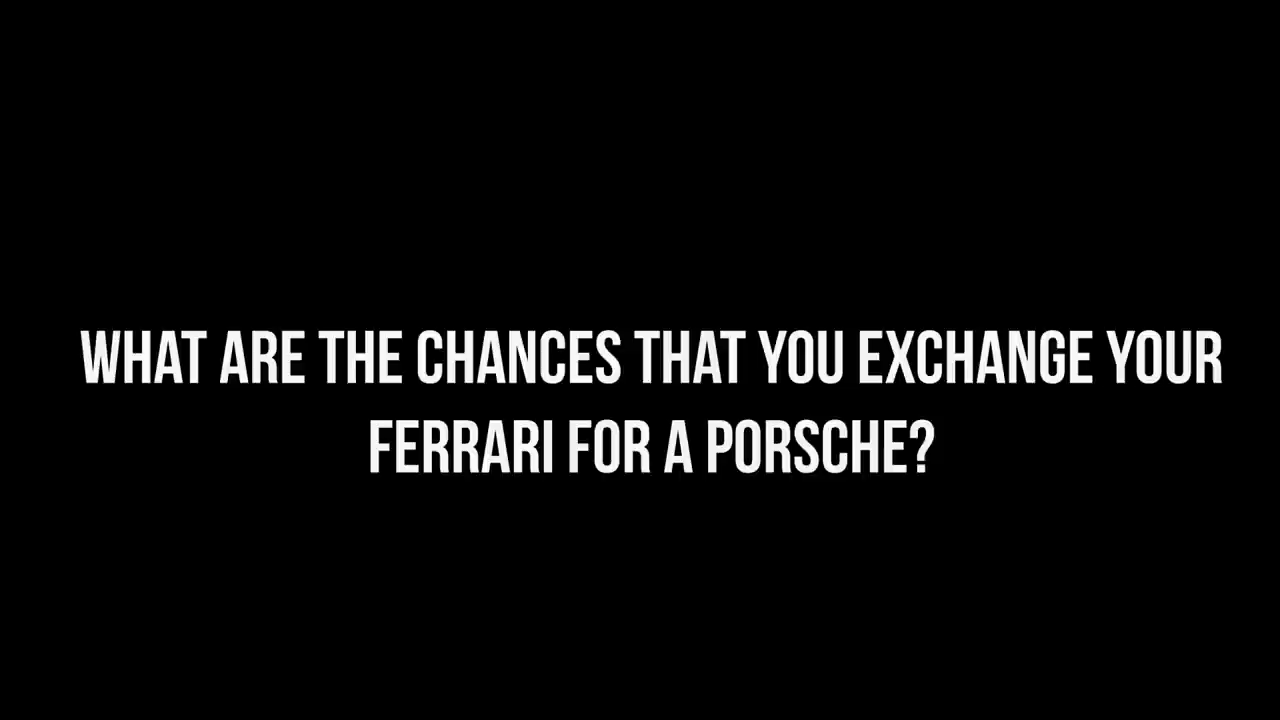 WHAT ARE THE CHANCES THAT YOU EXCHANGE YOUR
FERRARI FOR A PORSCHE?